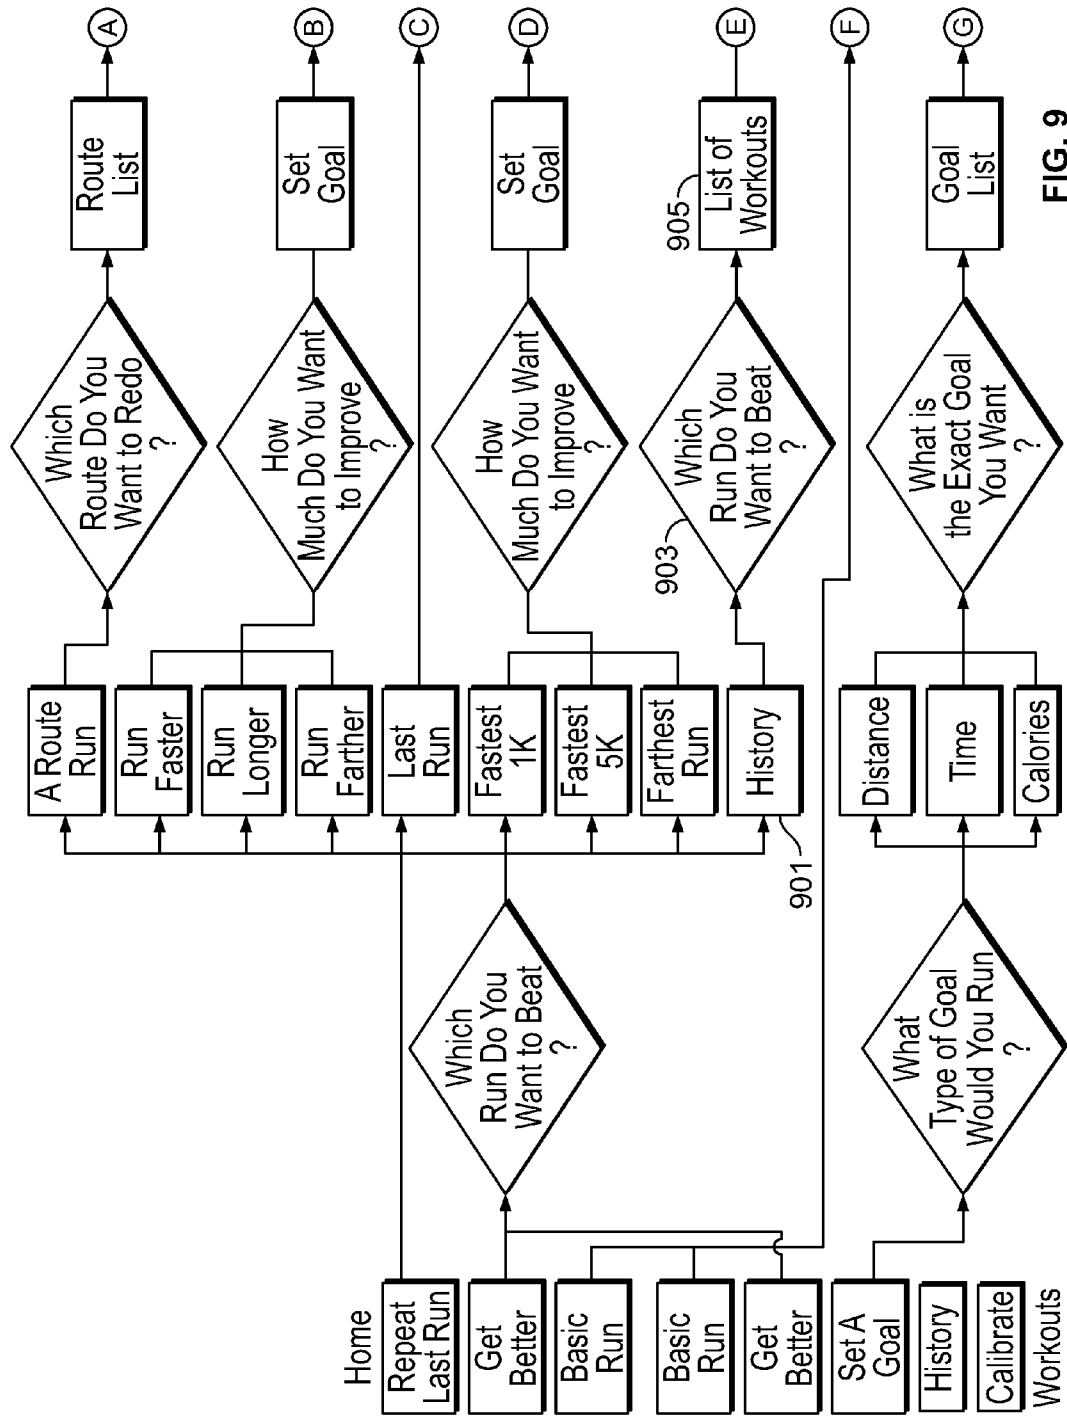 Home
Repeat
Last Run
Get
Better
Basic
Run
Basic
Run
Get
Better
Set A
Goal
History
Calibrate
Workouts
Which
Run Do You
Want to Beat
?
What
Type of Goal
Would You Run
?
A Route
Run
Run
Faster
Run
Longer
Run
Farther
Last
Run
Fastest
1K
Fastest
5K
Farthest
Run
History
901
Distance
Time
Calories
Which
Route Do You
Want to Redo
?
How
Much Do You Want
to Improve
?
How
Much Do You Want
to Improve
?
903
Which
Run Do You
Want to Beat
?
What is
the Exact Goal
You Want
?
Route
List
Set
Goal
Set
Goal
905
List of
Workouts
Goal
List
A
B
C
D
E
F
G
FIG. 9